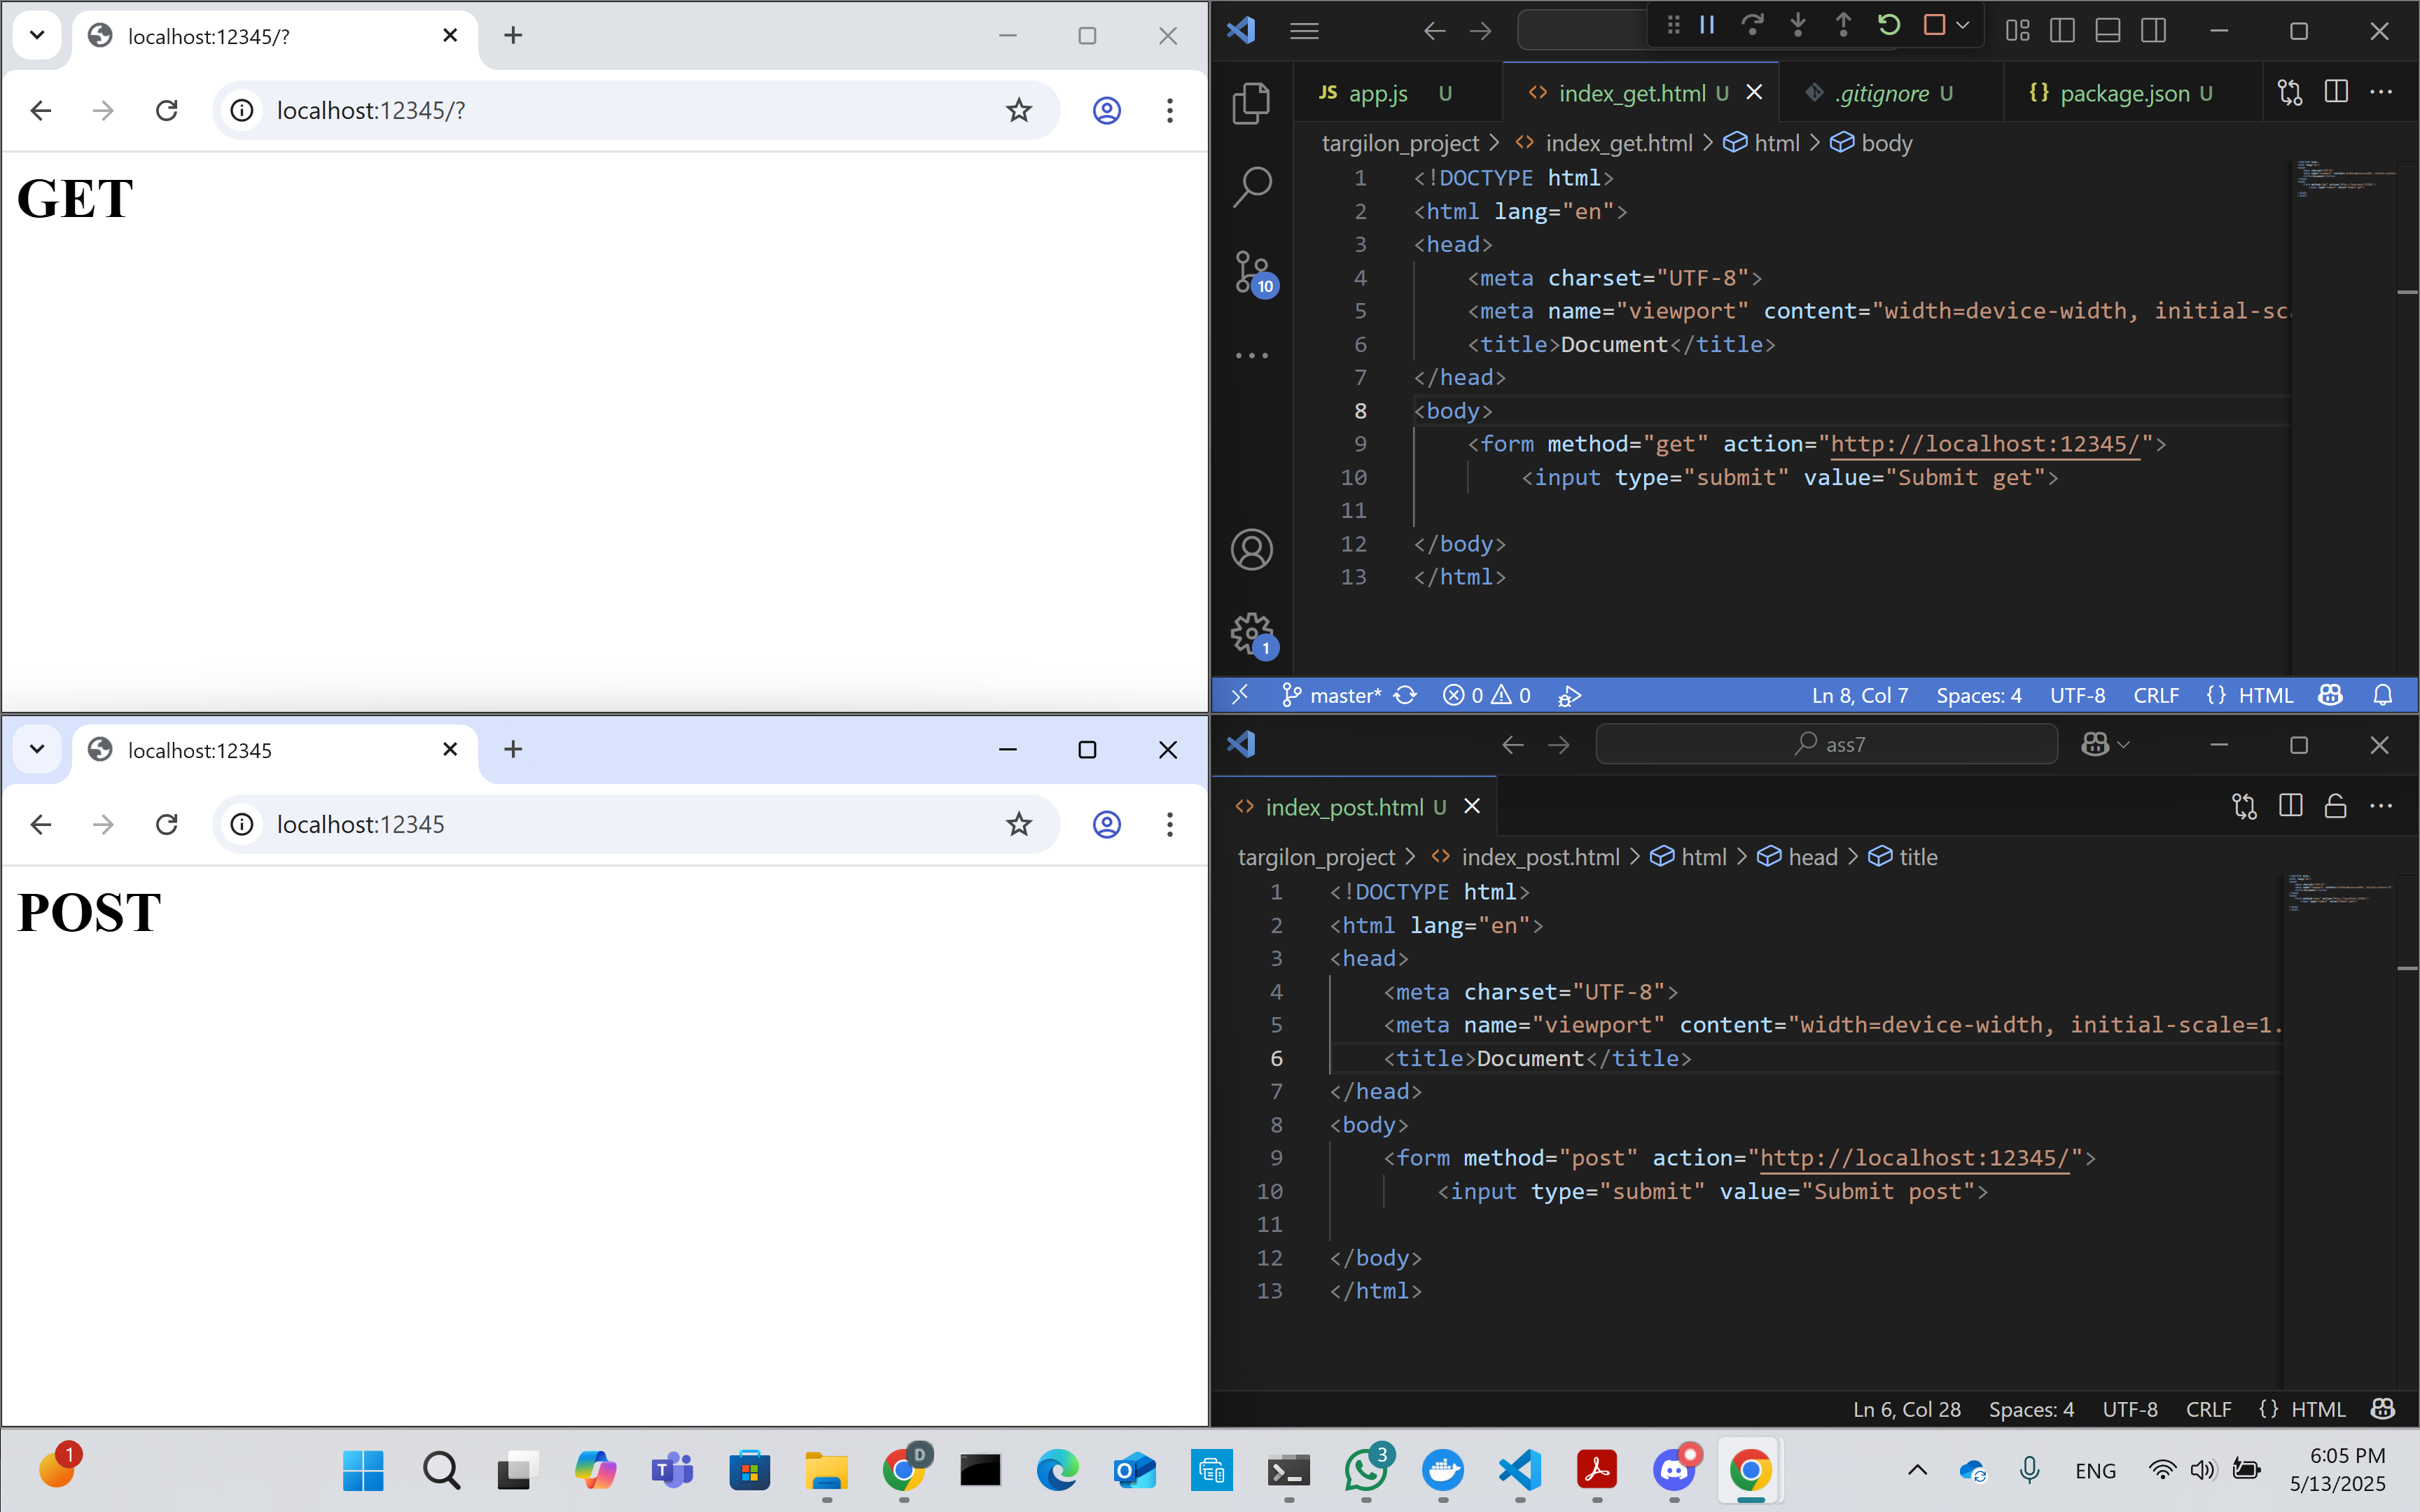 localhost:12345/?
localhost:12345/?
GET
app.js U
index_get.html U
.gitignore U
package.json U
targilon_project > index_get.html > html > body
1 <!DOCTYPE html>
2 <html lang="en">
3 <head>
4 <meta charset="UTF-8">
5 <meta name="viewport" content="width=device-width, initial-sc
6 <title>Document</title>
7 </head>
8 <body>
9 <form method="get" action="http://localhost:12345/">
10 <input type="submit" value="Submit get">
11
12 </body>
13 </html>
10
1
master* 0 0 Ln 8, Col 7 Spaces: 4 UTF-8 CRLF {} HTML
localhost:12345
localhost:12345
POST
ass7
index_post.html U
targilon_project > index_post.html > html > head > title
1 <!DOCTYPE html>
2 <html lang="en">
3 <head>
4 <meta charset="UTF-8">
5 <meta name="viewport" content="width=device-width, initial-scale=1.
6 <title>Document</title>
7 </head>
8 <body>
9 <form method="post" action="http://localhost:12345/">
10 <input type="submit" value="Submit post">
11
12 </body>
13 </html>
Ln 6, Col 28 Spaces: 4 UTF-8 CRLF {} HTML
1
D
3
ENG
6:05 PM
5/13/2025